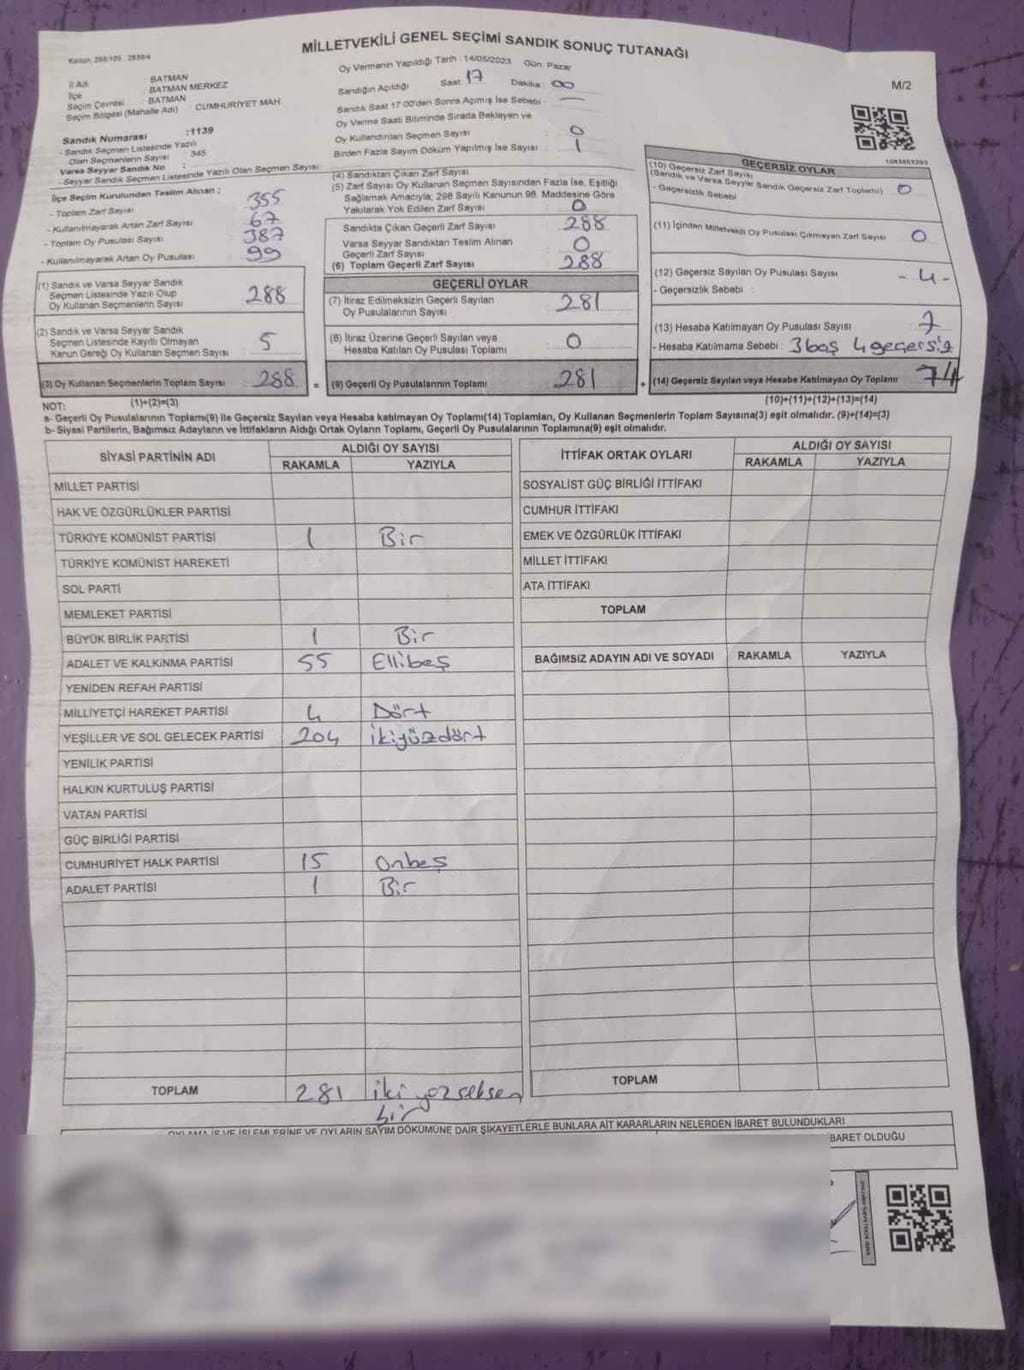 MİLLETVEKİLİ GENEL SEÇİMİ SANDIK SONUÇ TUTANAĞI
M/2
İl Adı : BATMAN
İlçe : BATMAN MERKEZ
Seçim Çevresi : BATMAN
Seçim Bölgesi (Mahalle Adı) CUMHURİYET MAH
Sandık Numarası :1139
- Sandık Seçmen Listesinde Yazılı
Olan Seçmenlerin Sayısı : 345
Varsa Seyyar Sandık No :
- Seyyar Sandık Seçmen Listesinde Yazılı Olan Seçmen Sayısı :
Oy Vermenin Yapıldığı Tarih : 14/05/2023 Gün: Pazar
Sandığın Açıldığı Saat: 17 Dakika : 00
Sandık Saat 17:00'den Sonra Açılmış İse Sebebi : —
Oy Verme Saati Bitiminde Sırada Bekleyen ve
Oy Kullandırılan Seçmen Sayısı : 0
Birden Fazla Sayım Döküm Yapılmış İse Sayısı : 1
İlçe Seçim Kurulundan Teslim Alınan ;
- Toplam Zarf Sayısı : 355
- Kullanılmayarak Artan Zarf Sayısı : 67
- Toplam Oy Pusulası Sayısı : 387
- Kullanılmayarak Artan Oy Pusulası : 99
(1) Sandık ve Varsa Seyyar Sandık
Seçmen Listesinde Yazılı Olup
Oy Kullanan Seçmenlerin Sayısı : 288
(2) Sandık ve Varsa Seyyar Sandık
Seçmen Listesinde Kayıtlı Olmayan
Kanun Gereği Oy Kullanan Seçmen Sayısı : 5
(3) Oy Kullanan Seçmenlerin Toplam Sayısı : 288 =
(1)+(2)=(3)
(4) Sandıktan Çıkan Zarf Sayısı
(5) Zarf Sayısı Oy Kullanan Seçmen Sayısından Fazla İse, Eşitliği
Sağlamak Amacıyla, 298 Sayılı Kanunun 98. Maddesine Göre
Yakılarak Yok Edilen Zarf Sayısı : 0
Sandıkta Çıkan Geçerli Zarf Sayısı : 288
Varsa Seyyar Sandıktan Teslim Alınan
Geçerli Zarf Sayısı : 0
(6) Toplam Geçerli Zarf Sayısı : 288
GEÇERLİ OYLAR
(7) İtiraz Edilmeksizin Geçerli Sayılan
Oy Pusulalarının Sayısı : 281
(8) İtiraz Üzerine Geçerli Sayılan veya
Hesaba Katılan Oy Pusulası Toplamı : 0
(9) Geçerli Oy Pusulalarının Toplamı : 281 +
GEÇERSİZ OYLAR
(10) Geçersiz Zarf Sayısı
(Sandık ve Varsa Seyyar Sandık Geçersiz Zarf Toplamı) : 0
- Geçersizlik Sebebi
(11) İçinden Milletvekili Oy Pusulası Çıkmayan Zarf Sayısı : 0
(12) Geçersiz Sayılan Oy Pusulası Sayısı : -4-
- Geçersizlik Sebebi :
(13) Hesaba Katılmayan Oy Pusulası Sayısı : 7
- Hesaba Katılmama Sebebi : 3 boş 4 geçersiz
(14) Geçersiz Sayılan veya Hesaba Katılmayan Oy Toplamı :
(10)+(11)+(12)+(13)=(14)
NOT:
a- Geçerli Oy Pusulalarının Toplamı(9) ile Geçersiz Sayılan veya Hesaba katılmayan Oy Toplamı(14) Toplamları, Oy Kullanan Seçmenlerin Toplam Sayısına(3) eşit olmalıdır. (9)+(14)=(3)
b- Siyasi Partilerin, Bağımsız Adayların ve İttifakların Aldığı Ortak Oyların Toplamı, Geçerli Oy Pusulalarının Toplamına(9) eşit olmalıdır.
SİYASİ PARTİNİN ADI ALDIĞI OY SAYISI
RAKAMLA YAZIYLA
MİLLET PARTİSİ
HAK VE ÖZGÜRLÜKLER PARTİSİ
TÜRKİYE KOMÜNİST PARTİSİ 1 Bir
TÜRKİYE KOMÜNİST HAREKETİ
SOL PARTİ
MEMLEKET PARTİSİ
BÜYÜK BİRLİK PARTİSİ 1 Bir
ADALET VE KALKINMA PARTİSİ 55 Ellibeş
YENİDEN REFAH PARTİSİ
MİLLİYETÇİ HAREKET PARTİSİ 4 Dört
YEŞİLLER VE SOL GELECEK PARTİSİ 204 ikiyüzdört
YENİLİK PARTİSİ
HALKIN KURTULUŞ PARTİSİ
VATAN PARTİSİ
GÜÇ BİRLİĞİ PARTİSİ
CUMHURİYET HALK PARTİSİ 15 Onbeş
ADALET PARTİSİ 1 Bir
TOPLAM 281 iki yüz seksen
bir
İTTİFAK ORTAK OYLARI ALDIĞI OY SAYISI
RAKAMLA YAZIYLA
SOSYALİST GÜÇ BİRLİĞİ İTTİFAKI
CUMHUR İTTİFAKI
EMEK VE ÖZGÜRLÜK İTTİFAKI
MİLLET İTTİFAKI
ATA İTTİFAKI
TOPLAM
BAĞIMSIZ ADAYIN ADI VE SOYADI RAKAMLA YAZIYLA
TOPLAM
OYLAMA İŞ VE İŞLEMLERİNE VE OYLARIN SAYIM DÖKÜMÜNE DAİR ŞİKAYETLERLE BUNLARA AİT KARARLARIN NELERDEN İBARET BULUNDUKLARI
BARET OLDUĞU